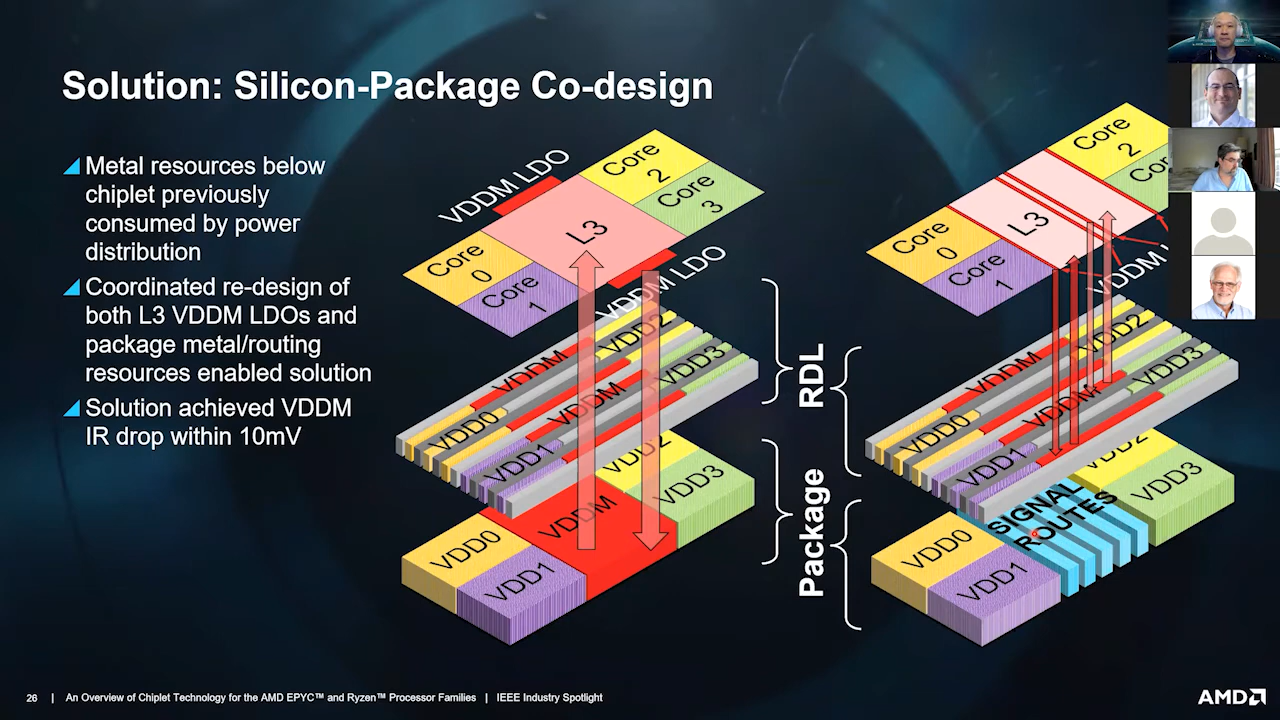 Solution: Silicon-Package Co-design
Metal resources below
chiplet previously
consumed by power
distribution
Coordinated re-design of
both L3 VDDM LDOs and
package metal/routing
resources enabled solution
Solution achieved VDDM
IR drop within 10mV
VDDM LDO
Core
2
Core
3
L3
Core
0
Core
1
VDDM LDO
VDDM
VDD2
VDDM
VDD3
VDD0
VDD1
VDD2
VDD3
VDDM
VDD0
VDD1
RDL
Package
Core
2
Co
L3
Core
0
Core
1
VDDM
VDDM
VDD2
VDDM
VDD3
VDD0
VDD1
VDD2
VDD3
SIGNAL
ROUTES
VDD0
VDD1
26 | An Overview of Chiplet Technology for the AMD EPYC™ and Ryzen™ Processor Families | IEEE Industry Spotlight
AMD